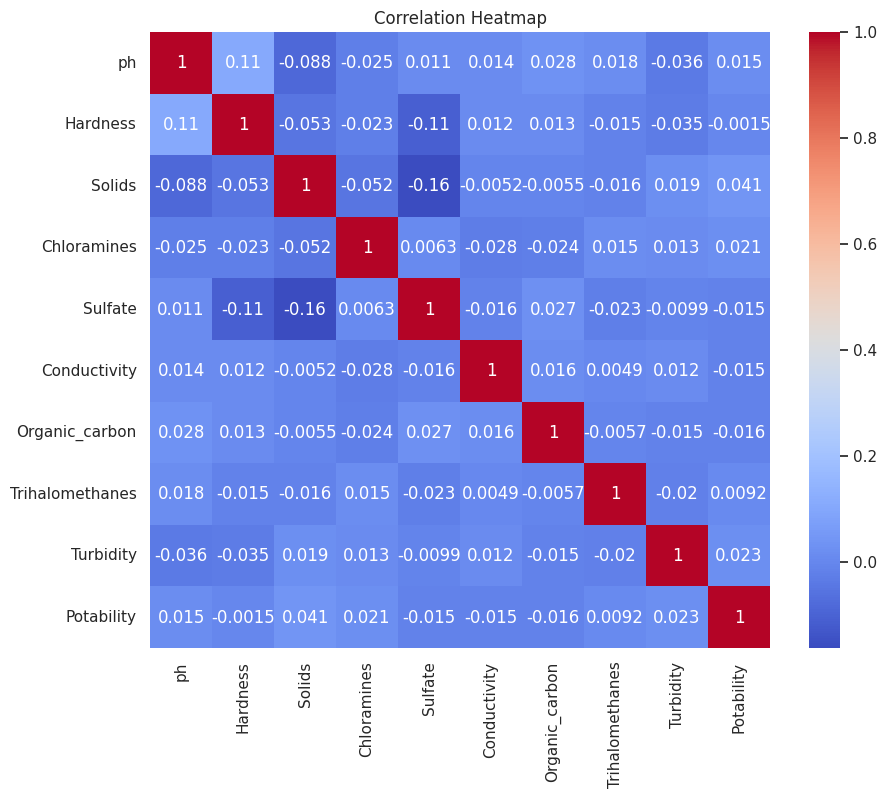 Correlation Heatmap
ph 1 0.11 -0.088 -0.025 0.011 0.014 0.028 0.018 -0.036 0.015
Hardness 0.11 1 -0.053 -0.023 -0.11 0.012 0.013 -0.015 -0.035 -0.0015
Solids -0.088 -0.053 1 -0.052 -0.16 -0.0052 -0.0055 -0.016 0.019 0.041
Chloramines -0.025 -0.023 -0.052 1 0.0063 -0.028 -0.024 0.015 0.013 0.021
Sulfate 0.011 -0.11 -0.16 0.0063 1 -0.016 0.027 -0.023 -0.0099 -0.015
Conductivity 0.014 0.012 -0.0052 -0.028 -0.016 1 0.016 0.0049 0.012 -0.015
Organic_carbon 0.028 0.013 -0.0055 -0.024 0.027 0.016 1 -0.0057 -0.015 -0.016
Trihalomethanes 0.018 -0.015 -0.016 0.015 -0.023 0.0049 -0.0057 1 -0.02 0.0092
Turbidity -0.036 -0.035 0.019 0.013 -0.0099 0.012 -0.015 -0.02 1 0.023
Potability 0.015 -0.0015 0.041 0.021 -0.015 -0.015 -0.016 0.0092 0.023 1
ph
Hardness
Solids
Chloramines
Sulfate
Conductivity
Organic_carbon
Trihalomethanes
Turbidity
Potability
1.0
0.8
0.6
0.4
0.2
0.0